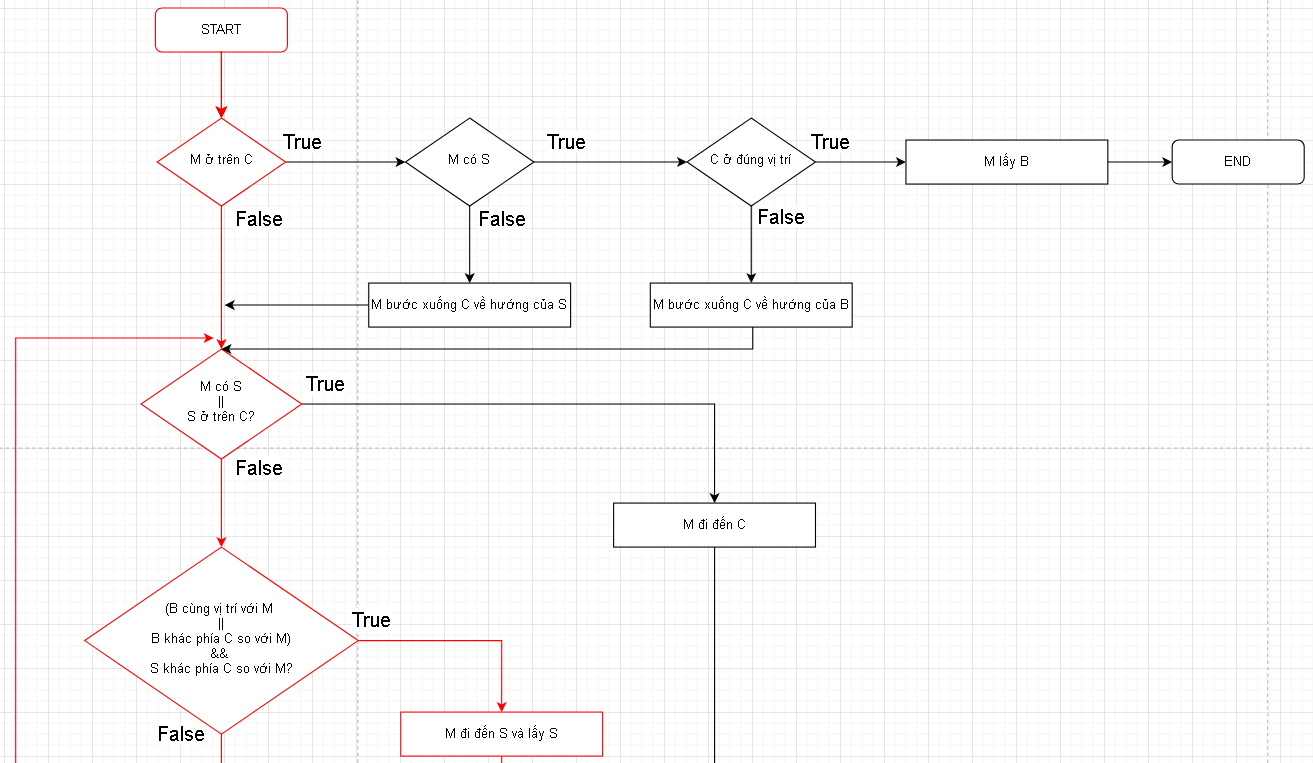 START
M ở trên C
True
M có S
True
C ở đúng vị trí
True
M lấy B
END
False
False
False
M bước xuống C về hướng của S
M bước xuống C về hướng của B
M có S
||
S ở trên C?
True
False
M đi đến C
(B cùng vị trí với M
||
B khác phía C so với M)
&&
S khác phía C so với M?
True
False
M đi đến S và lấy S